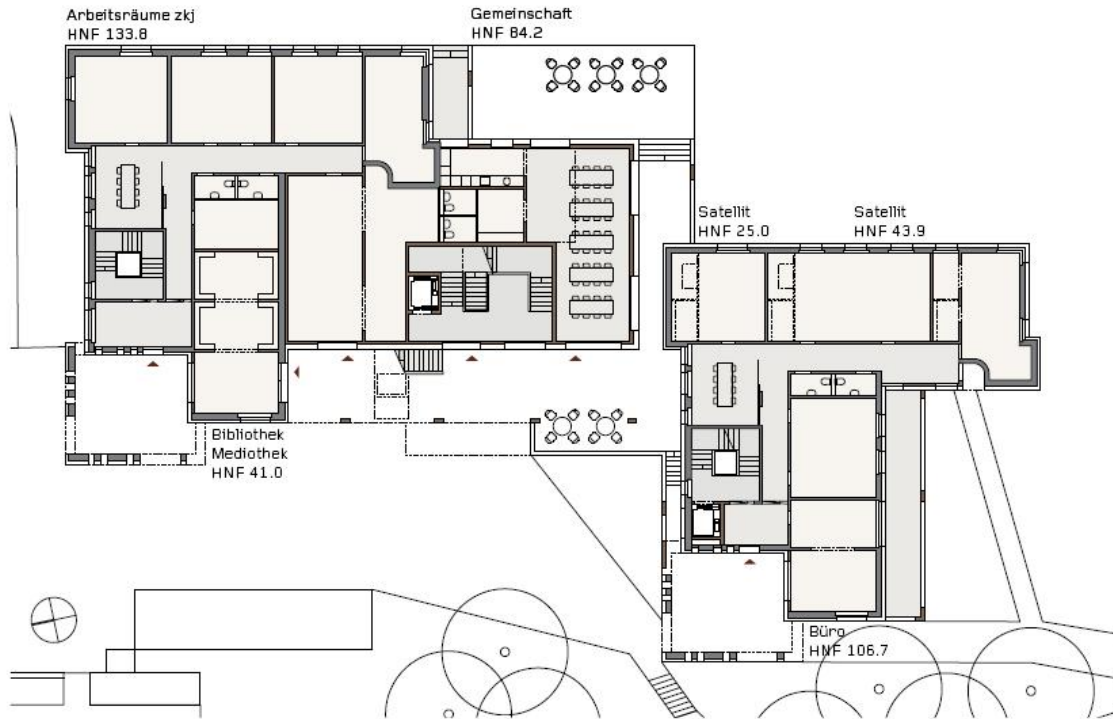 Arbeitsräume zkj
HNF 133.8
Gemeinschaft
HNF 84.2
Satellit
HNF 25.0
Satellit
HNF 43.9
Bibliothek
Mediothek
HNF 41.0
Büro
HNF 106.7